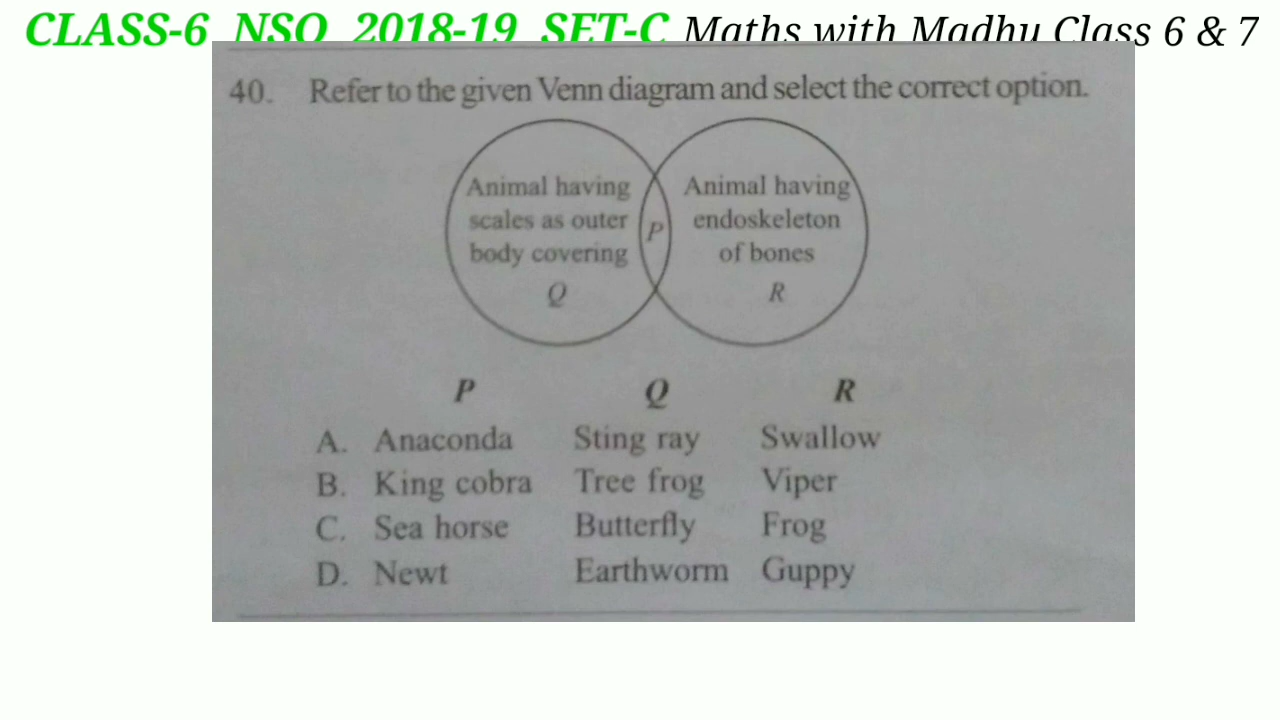 CLASS-6 NSO 2018-19 SET-C Maths with Madhu Class 6 & 7
40. Refer to the given Venn diagram and select the correct option.
Animal having scales as outer body covering
Q
P
Animal having endoskeleton of bones
R
P Q R
A. Anaconda Sting ray Swallow
B. King cobra Tree frog Viper
C. Sea horse Butterfly Frog
D. Newt Earthworm Guppy